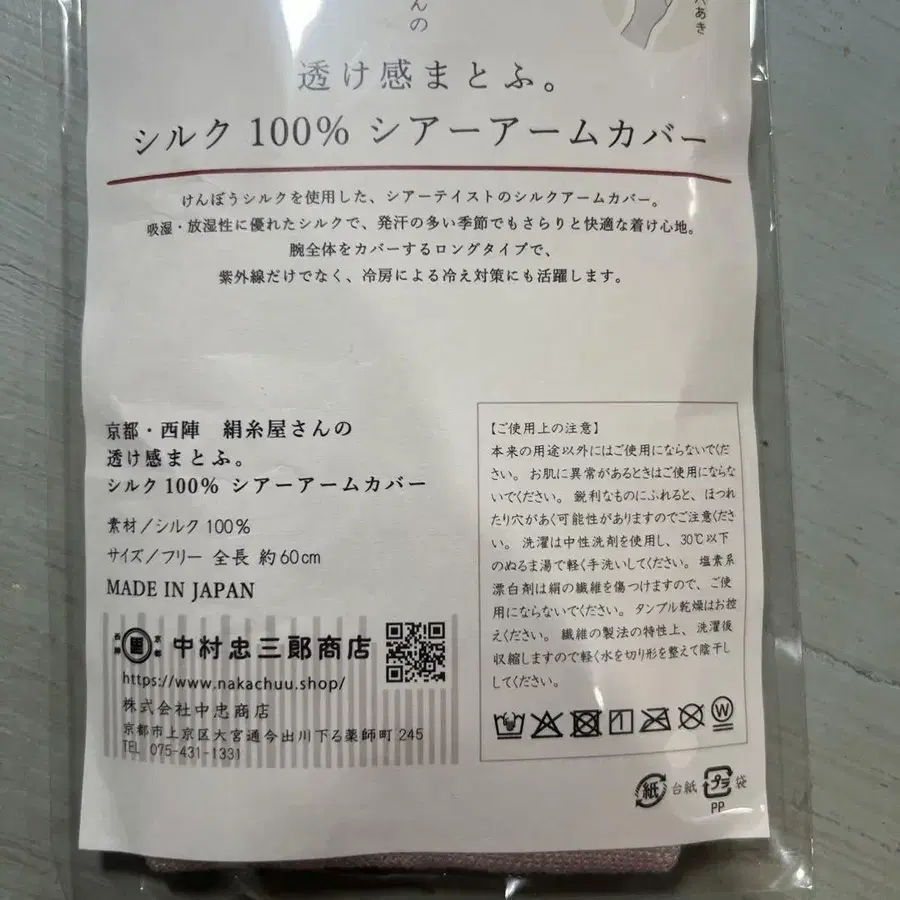 んの
穴あき
透け感まとふ。
シルク 100% シアーアームカバー
けんぼうシルクを使用した、シアーテイストのシルクアームカバー。
吸湿・放湿性に優れたシルクで、発汗の多い季節でもさらりと快適な着け心地。
腕全体をカバーするロングタイプで、
紫外線だけでなく、冷房による冷え対策にも活躍します。
京都・西陣 絹糸屋さんの
透け感まとふ。
シルク 100% シアーアームカバー
素材/シルク 100%
サイズ/フリー 全長 約60cm
MADE IN JAPAN
西陣 京都 中村忠三郎商店
https://www.nakachuu.shop/
株式会社中忠商店
京都市上京区大宮通今出川下る薬師町 245
TEL 075-431-1331
【ご使用上の注意】
本来の用途以外にはご使用にならないでくだ
さい。お肌に異常があるときはご使用にならな
いでください。鋭利なものにふれると、ほつれ
たり穴があく可能性がありますのでご注意くだ
さい。洗濯は中性洗剤を使用し、30℃以下
のぬるま湯で軽く手洗いしてください。塩素系
漂白剤は絹の繊維を傷つけますので、ご使
用にならないでください。タンブル乾燥はお控
えください。繊維の製法の特性上、洗濯後
収縮しますので軽く水を切り形を整えて陰干し
してください。
W
紙 台紙 プラ 袋
PP